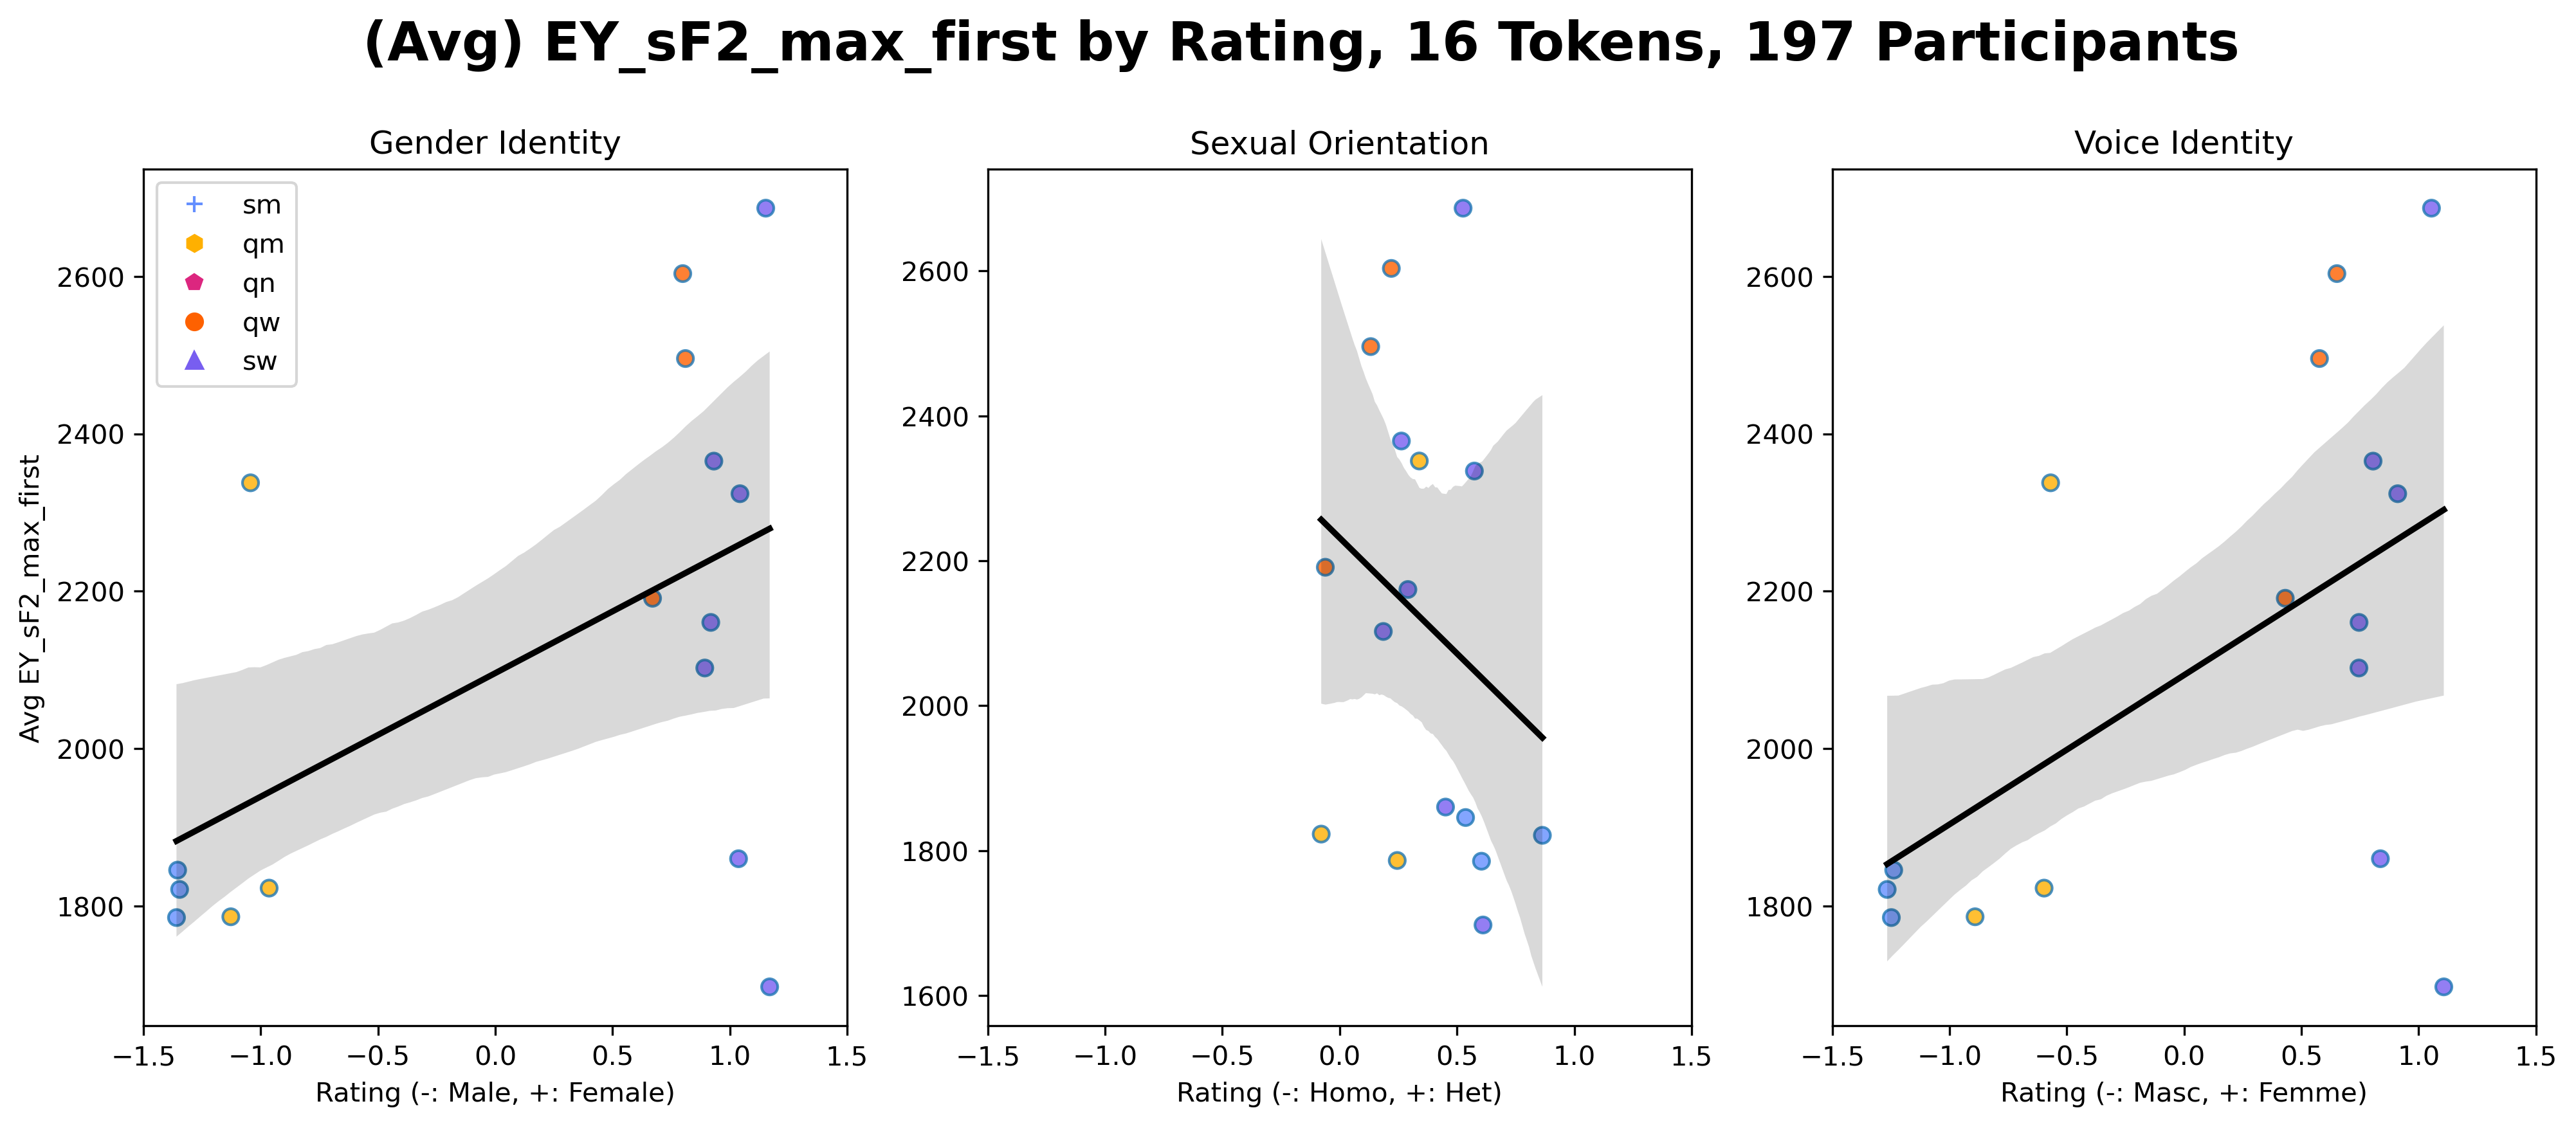 (Avg) EY_sF2_max_first by Rating, 16 Tokens, 197 Participants
Gender Identity
Sexual Orientation
Voice Identity
sm
qm
qn
qw
sw
Avg EY_sF2_max_first
2600
2400
2200
2000
1800
−1.5 −1.0 −0.5 0.0 0.5 1.0 1.5
Rating (-: Male, +: Female)
2600
2400
2200
2000
1800
1600
−1.5 −1.0 −0.5 0.0 0.5 1.0 1.5
Rating (-: Homo, +: Het)
2600
2400
2200
2000
1800
−1.5 −1.0 −0.5 0.0 0.5 1.0 1.5
Rating (-: Masc, +: Femme)